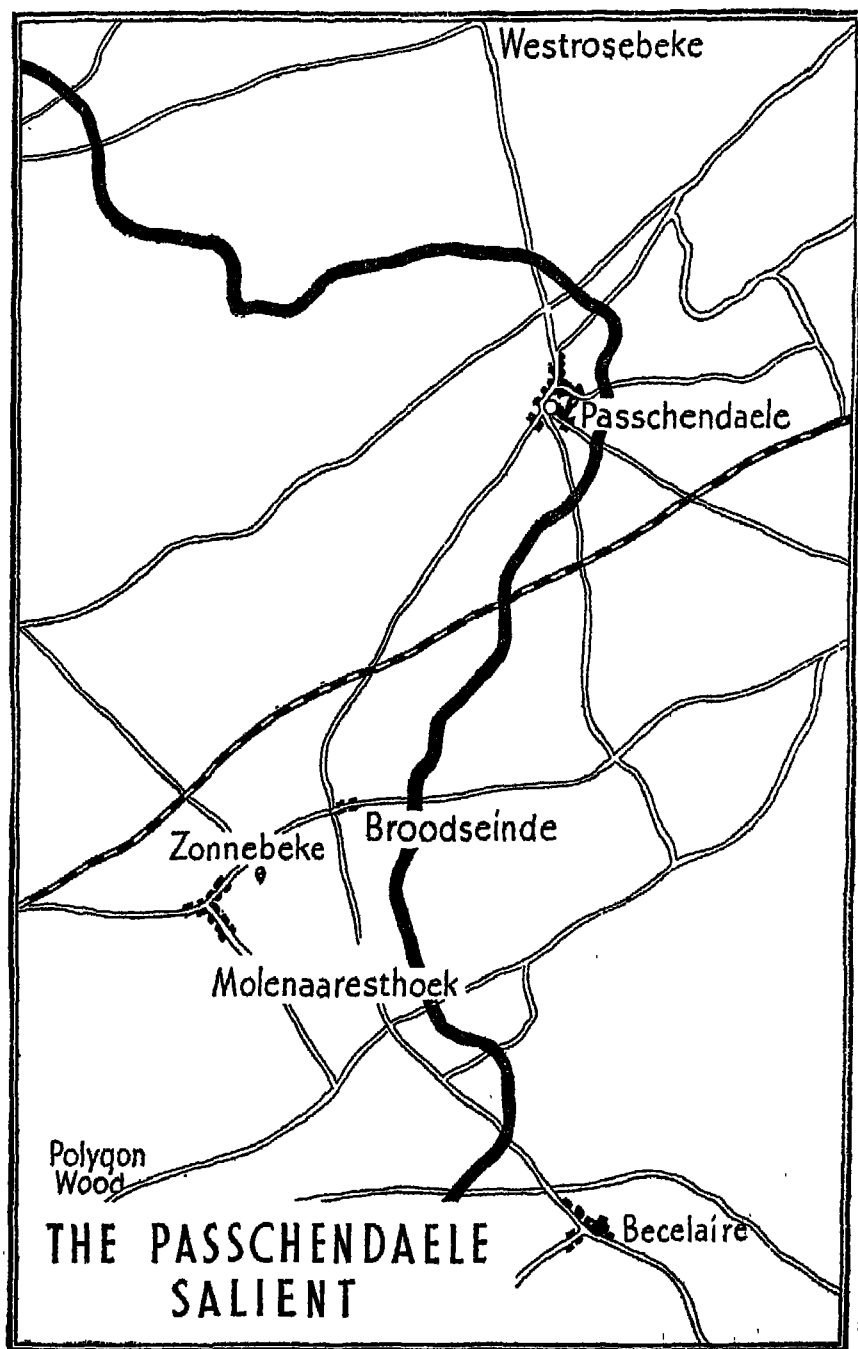 Westrosebeke
Passchendaele
Broodseinde
Zonnebeke
Molenaaresthoek
Polygon
Wood
Becelaire
THE PASSCHENDAELE
SALIENT